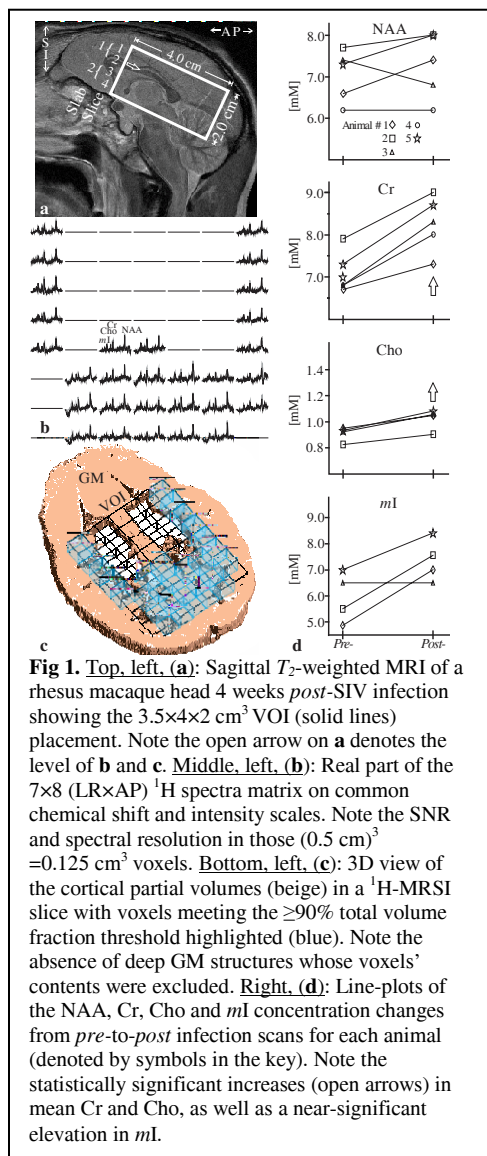 S I
A P
1
1 2
2 3
4
4.0 cm
2.0 cm
Slab
Slice
a
Cr
Cho NAA
mI
b
GM
VOI
c
NAA
8.0
[mM]
6.0
Animal # 1 4
2 5
3
Cr
9.0
8.0
[mM]
7.0
Cho
1.4
1.2
[mM]
1.0
0.8
mI
9.0
8.0
[mM]
7.0
6.0
5.0
d Pre- Post-
Fig 1. Top, left, (a): Sagittal T2-weighted MRI of a
rhesus macaque head 4 weeks post-SIV infection
showing the 3.5×4×2 cm³ VOI (solid lines)
placement. Note the open arrow on a denotes the
level of b and c. Middle, left, (b): Real part of the
7×8 (LR×AP) ¹H spectra matrix on common
chemical shift and intensity scales. Note the SNR
and spectral resolution in those (0.5 cm)³
=0.125 cm³ voxels. Bottom, left, (c): 3D view of
the cortical partial volumes (beige) in a ¹H-MRSI
slice with voxels meeting the ≥90% total volume
fraction threshold highlighted (blue). Note the
absence of deep GM structures whose voxels'
contents were excluded. Right, (d): Line-plots of
the NAA, Cr, Cho and mI concentration changes
from pre-to-post infection scans for each animal
(denoted by symbols in the key). Note the
statistically significant increases (open arrows) in
mean Cr and Cho, as well as a near-significant
elevation in mI.